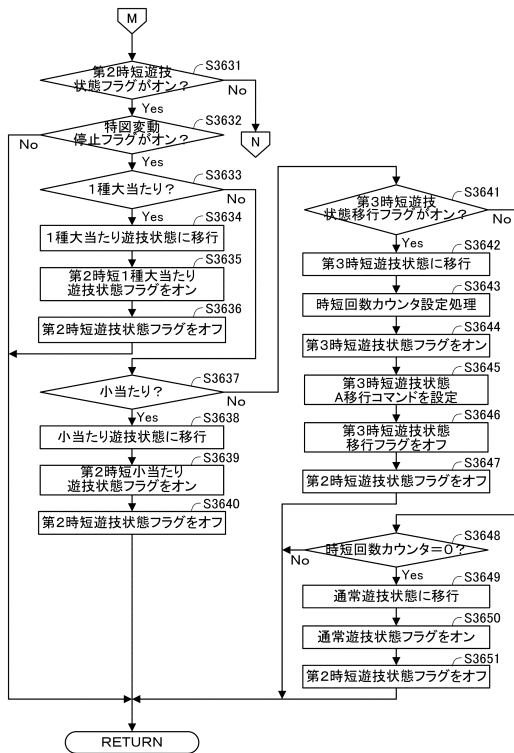 M
第2時短遊技
状態フラグがオン？
S3631
No
Yes
N
特図変動
停止フラグがオン？
S3632
No
Yes
1種大当たり？
S3633
No
Yes
1種大当たり遊技状態に移行
S3634
第2時短1種大当たり
遊技状態フラグをオン
S3635
第2時短遊技状態フラグをオフ
S3636
小当たり？
S3637
No
Yes
小当たり遊技状態に移行
S3638
第2時短小当たり
遊技状態フラグをオン
S3639
第2時短遊技状態フラグをオフ
S3640
第3時短遊技
状態移行フラグがオン？
S3641
No
Yes
第3時短遊技状態に移行
S3642
時短回数カウンタ設定処理
S3643
第3時短遊技状態フラグをオン
S3644
第3時短遊技状態
A移行コマンドを設定
S3645
第3時短遊技状態
移行フラグをオフ
S3646
第2時短遊技状態フラグをオフ
S3647
時短回数カウンタ＝0？
S3648
No
Yes
通常遊技状態に移行
S3649
通常遊技状態フラグをオン
S3650
第2時短遊技状態フラグをオフ
S3651
RETURN